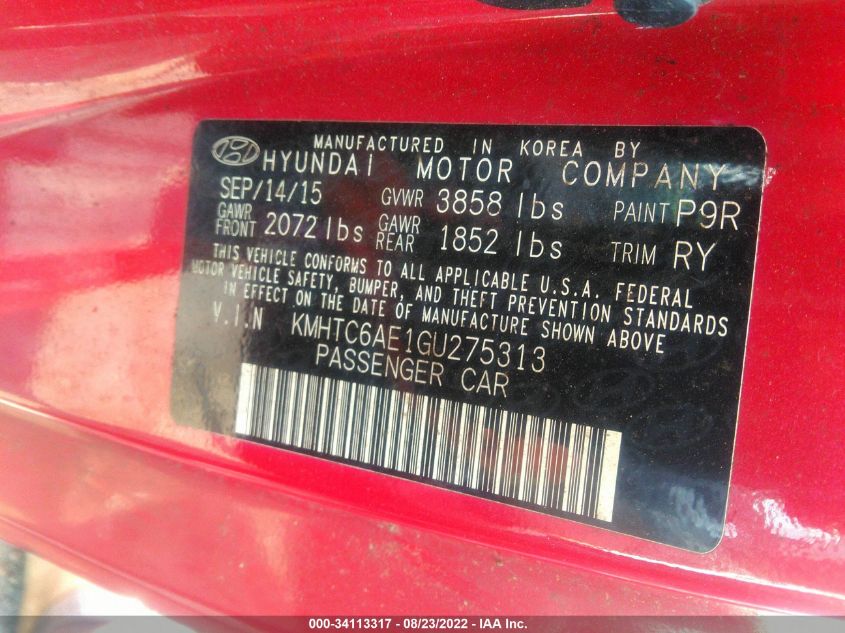 MANUFACTURED IN KOREA BY
HYUNDAI MOTOR COMPANY
SEP/14/15 GVWR 3858 lbs PAINT P9R
GAWR FRONT 2072 lbs GAWR REAR 1852 lbs TRIM RY
THIS VEHICLE CONFORMS TO ALL APPLICABLE U.S.A. FEDERAL
MOTOR VEHICLE SAFETY, BUMPER, AND THEFT PREVENTION STANDARDS
IN EFFECT ON THE DATE OF MANUFACTURE SHOWN ABOVE
V.I.N KMHTC6AE1GU275313
PASSENGER CAR
000-34113317 - 08/23/2022 - IAA Inc.